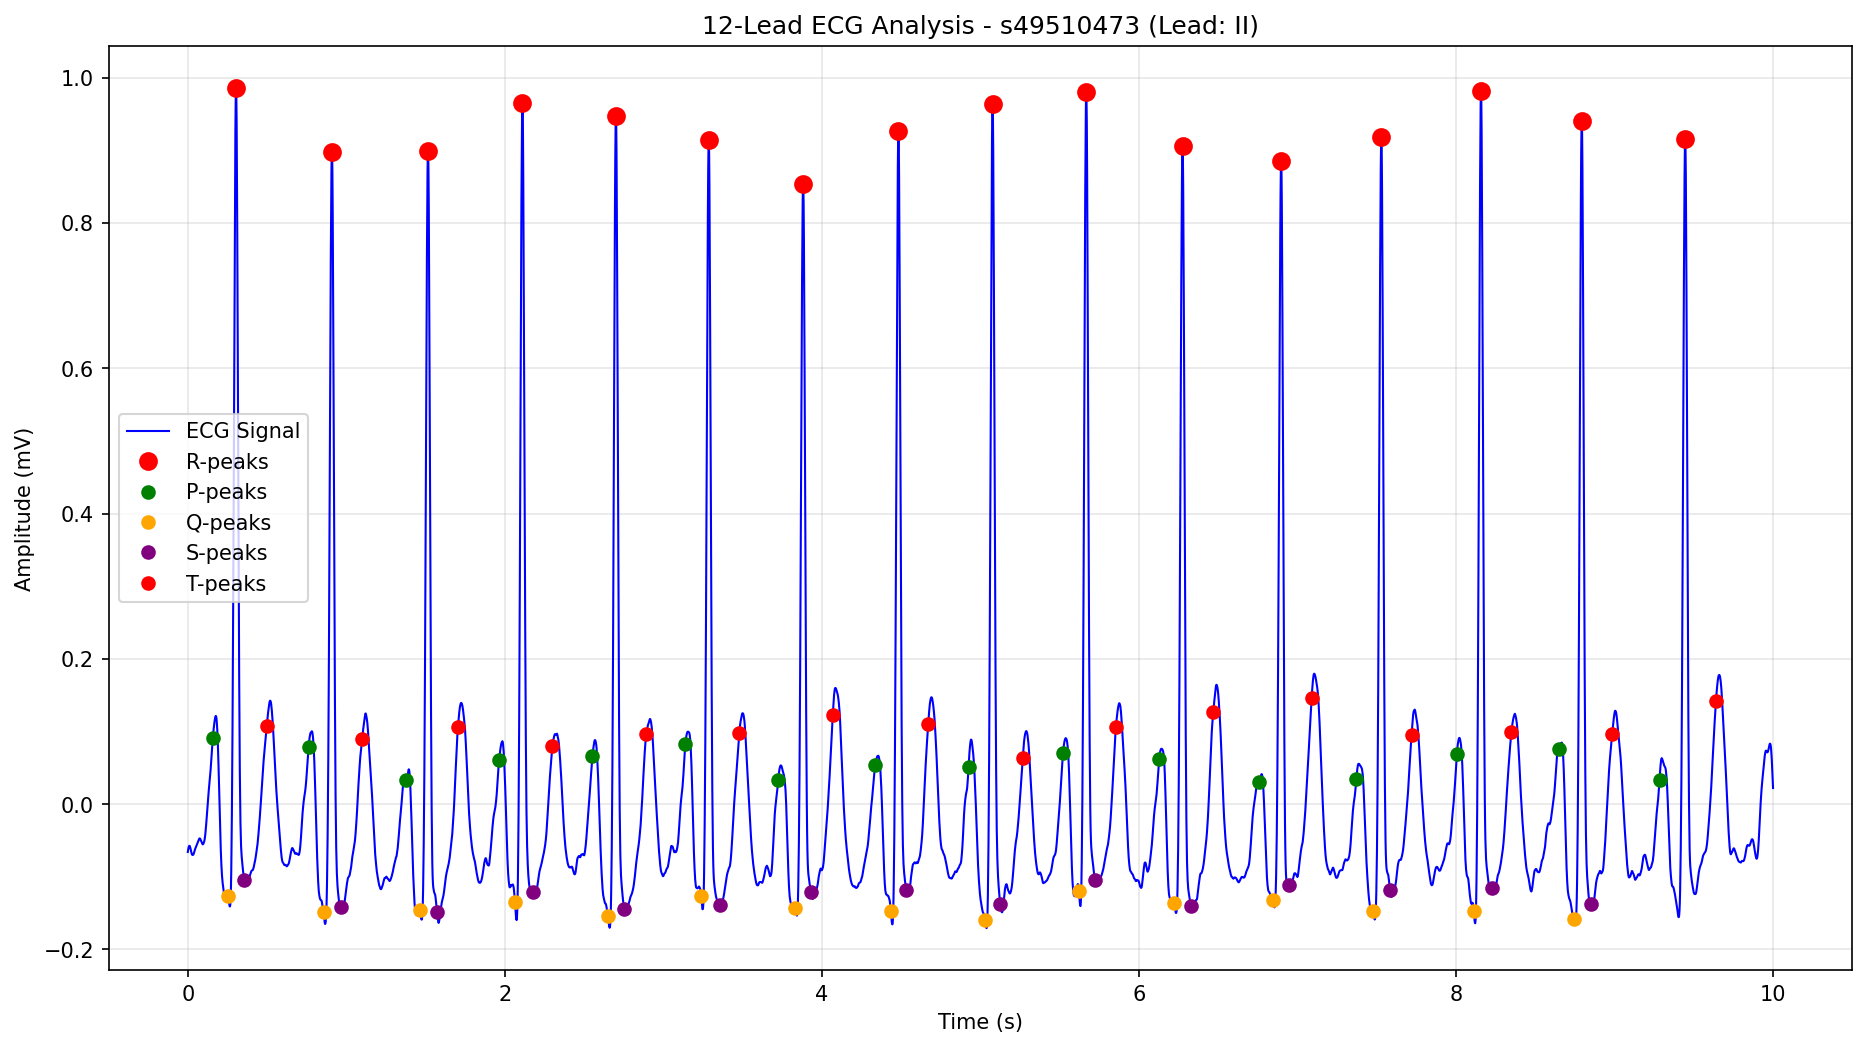 12-Lead ECG Analysis - s49510473 (Lead: II)
1.0
0.8
0.6
0.4
0.2
0.0
−0.2
Amplitude (mV)
ECG Signal
R-peaks
P-peaks
Q-peaks
S-peaks
T-peaks
0 2 4 6 8 10
Time (s)